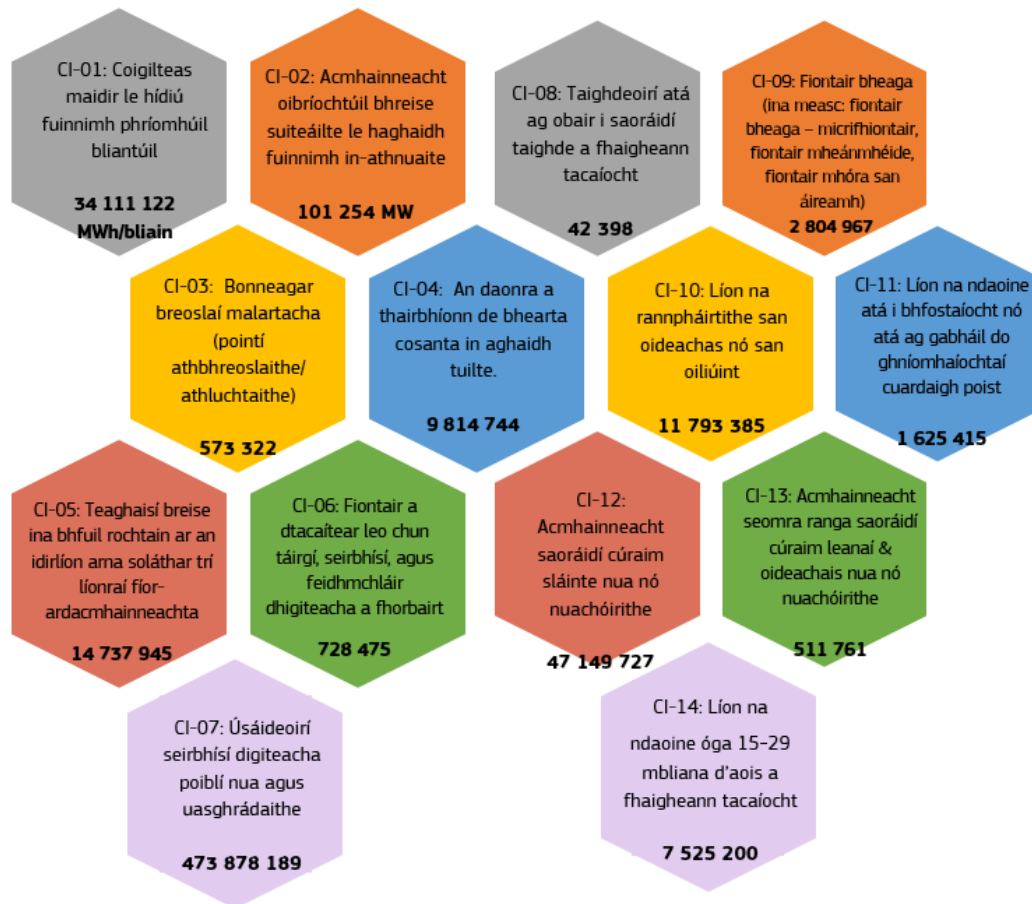 CI-01: Coigilteas
maidir le hídiú
fuinnimh phríomhúil
bliantúil
34 111 122
MWh/bliain
CI-02: Acmhainneacht
oibríochtúil bhreise
suiteáilte le haghaidh
fuinnimh in-athnuaite
101 254 MW
CI-08: Taighdeoirí atá
ag obair i saoráidí
taighde a fhaigheann
tacaíocht
42 398
CI-09: Fiontair bheaga
(ina measc: fiontair
bheaga – micrifhiontair,
fiontair mheánmhéide,
fiontair mhóra san
áireamh)
2 804 967
CI-03: Bonneagar
breoslaí malartacha
(pointí
athbhreoslaithe/
athluchtaithe)
573 322
CI-04: An daonra a
thairbhíonn de bhearta
cosanta in aghaidh
tuilte.
9 814 744
CI-10: Líon na
rannpháirtithe san
oideachas nó san
oiliúint
11 793 385
CI-11: Líon na ndaoine
atá i bhfostaíocht nó
atá ag gabháil do
ghníomhaíochtaí
cuardaigh poist
1 625 415
CI-05: Teaghaisí breise
ina bhfuil rochtain ar an
idirlíon arna soláthar trí
líonraí fíor-
ardacmhainneachta
14 737 945
CI-06: Fiontair a
dtacaítear leo chun
táirgí, seirbhísí, agus
feidhmchláir
dhigiteacha a fhorbairt
728 475
CI-12:
Acmhainneacht
saoráidí cúraim
sláinte nua nó
nuachóirithe
47 149 727
CI-13: Acmhainneacht
seomra ranga saoráidí
cúraim leanaí &
oideachais nua nó
nuachóirithe
511 761
CI-07: Úsáideoirí
seirbhísí digiteacha
poiblí nua agus
uasghrádaithe
473 878 189
CI-14: Líon na
ndaoine óga 15-29
mbliana d'aois a
fhaigheann tacaíocht
7 525 200